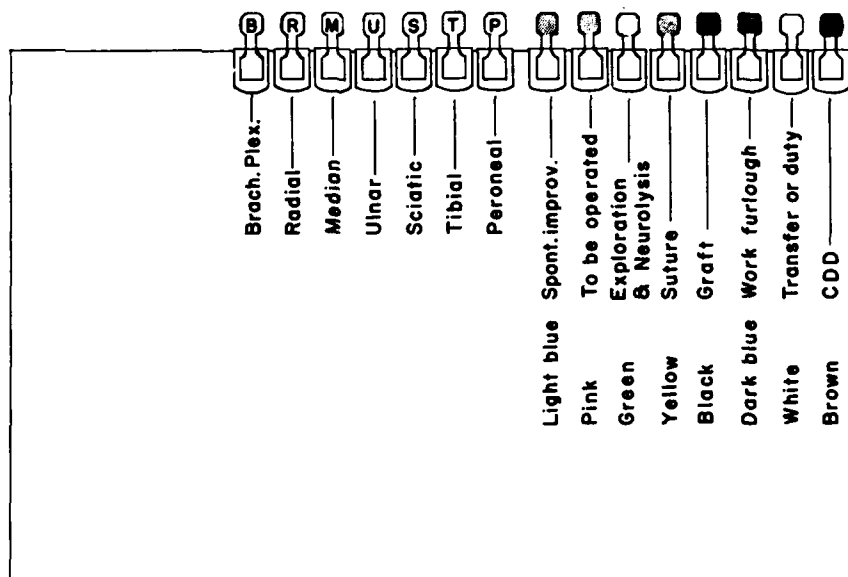 B R M U S T P
Brach. Plex.
Radial
Median
Ulnar
Sciatic
Tibial
Peroneal
Light blue Spont. improv.
Pink To be operated
Green Exploration
& Neurolysis
Yellow Suture
Black Graft
Dark blue Work furlough
White Transfer or duty
Brown CDD